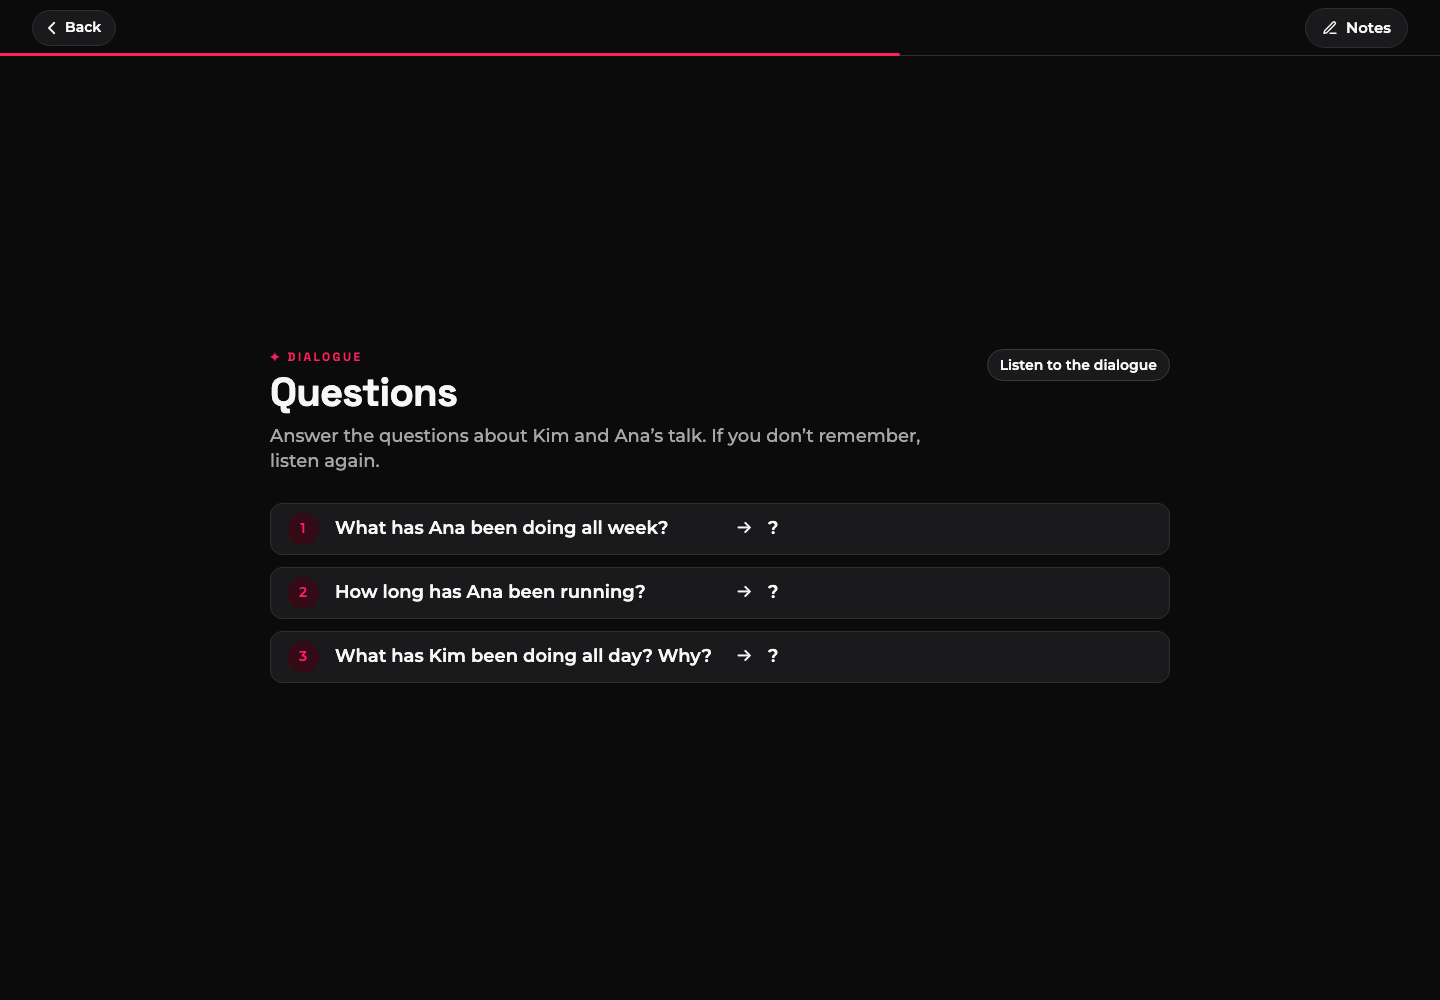 Back
Notes
✦ DIALOGUE
Listen to the dialogue
Questions
Answer the questions about Kim and Ana’s talk. If you don’t remember,
listen again.
1 What has Ana been doing all week? → ?
2 How long has Ana been running? → ?
3 What has Kim been doing all day? Why? → ?